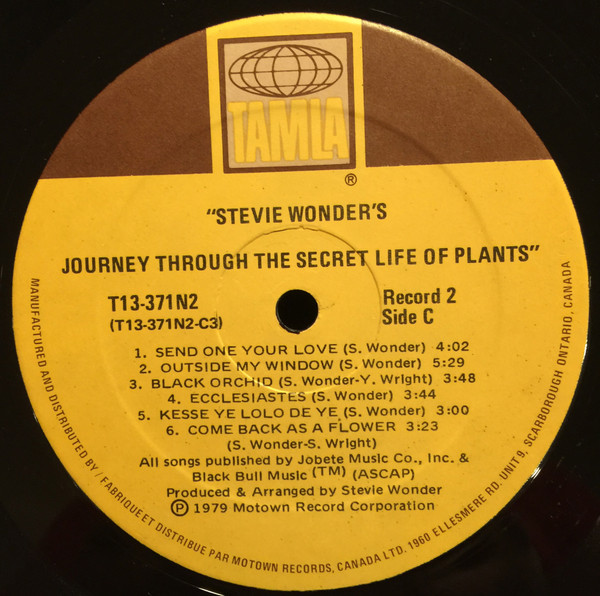 TAMLA
®
"STEVIE WONDER'S
JOURNEY THROUGH THE SECRET LIFE OF PLANTS"
T13-371N2
(T13-371N2-C3)
Record 2
Side C
1. SEND ONE YOUR LOVE (S. Wonder) 4:02
2. OUTSIDE MY WINDOW (S. Wonder) 5:29
3. BLACK ORCHID (S. Wonder-Y. Wright) 3:48
4. ECCLESIASTES (S. Wonder) 3:44
5. KESSE YE LOLO DE YE (S. Wonder) 3:00
6. COME BACK AS A FLOWER 3:23
(S. Wonder-S. Wright)
All songs published by Jobete Music Co., Inc. &
Black Bull Music (TM) (ASCAP)
Produced & Arranged by Stevie Wonder
Ⓟ 1979 Motown Record Corporation
MANUFACTURED AND DISTRIBUTED BY / FABRIQUE ET DISTRIBUE PAR MOTOWN RECORDS, CANADA LTD. 1960 ELLESMERE RD. UNIT 9, SCARBOROUGH ONTARIO, CANADA